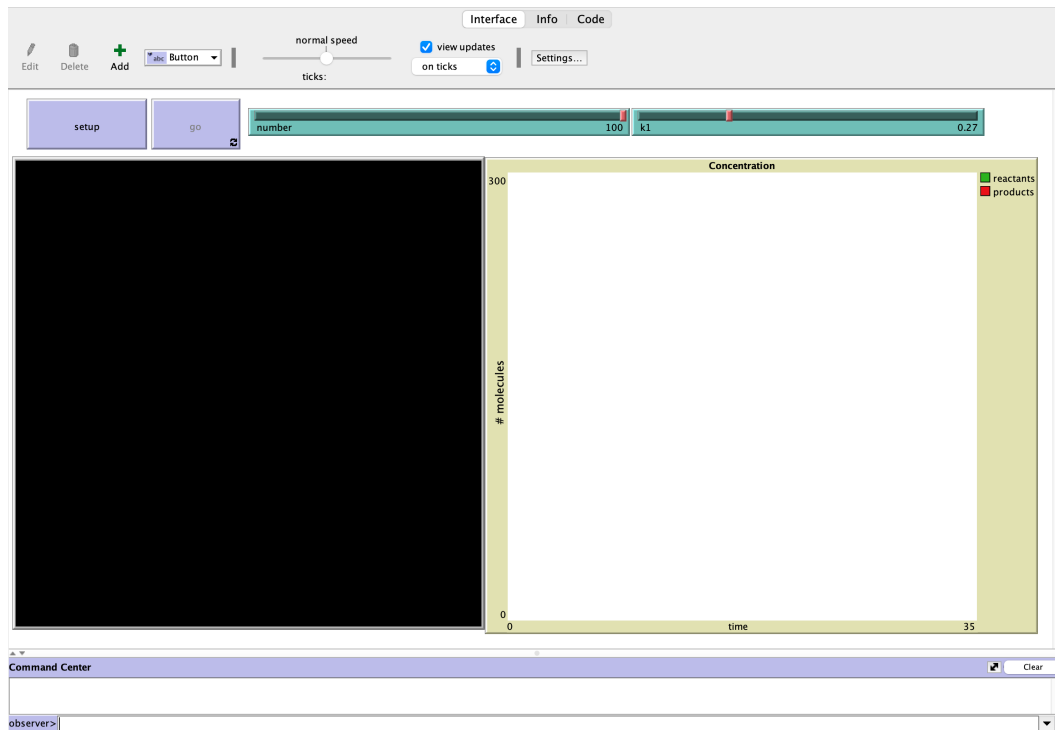 Interface Info Code
normal speed
view updates
Edit Delete Add abc Button
on ticks
Settings...
ticks:
setup
go
number 100
k1 0.27
Concentration
300
reactants
products
# molecules
0
0 time 35
Command Center
Clear
observer>